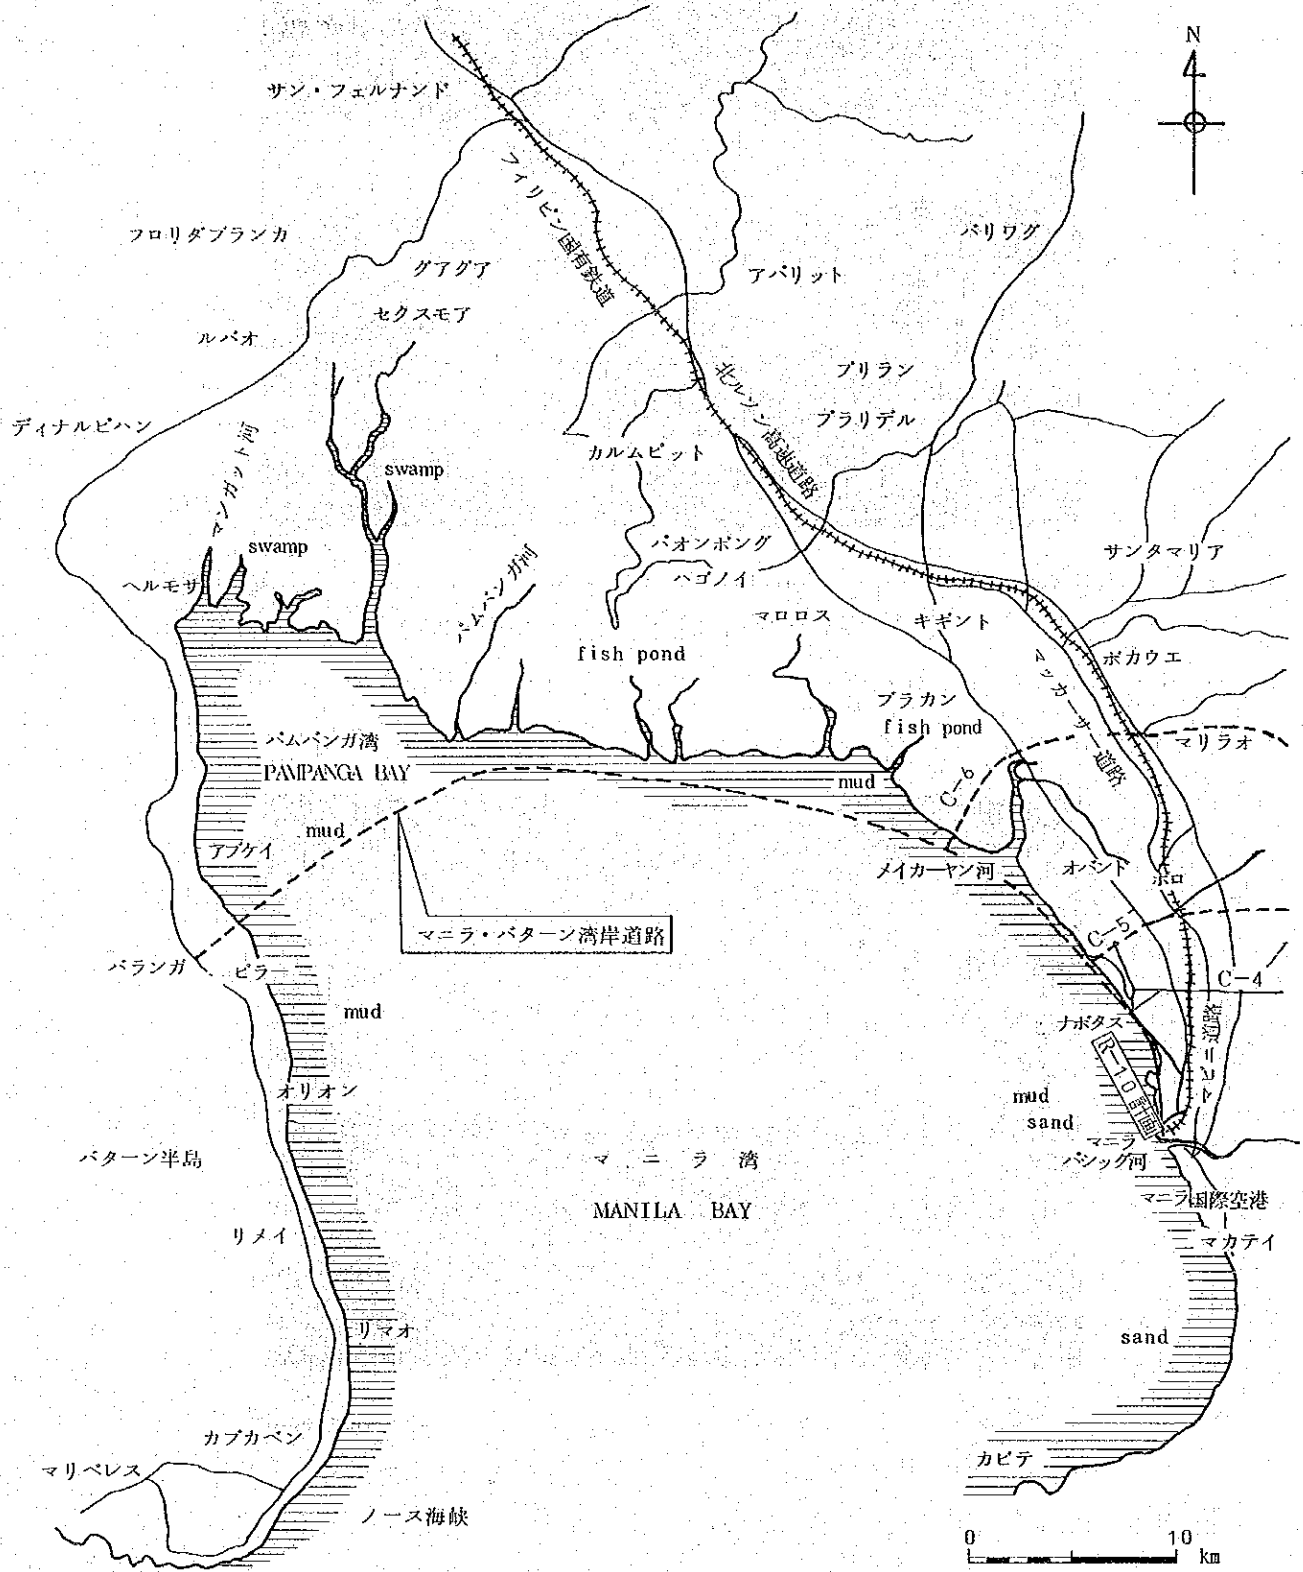 N
サン・フェルナンド
フィリピン国有鉄道
フロリダブランカ
バリワグ
グアグア
アパリット
セクスモア
ルバオ
北ルソン高速道路
プリラン
プラリデル
ディナルピハン
マンガット河
カルムピット
swamp
swamp
パオンボング
サンタマリア
ハゴノイ
ヘルモサ
パムパンガ河
マロロス
キギント
fish pond
マッカーサー道路
ボカウエ
ブラカン
fish pond
パムパンガ湾
PAMPANGA BAY
マリラオ
mud
C-6
mud
アブケイ
メイカーヤン河
オバンド
ポロ
マニラ・バターン湾岸道路
C-5
バランガ
ピラー
C-4
mud
ナボタス
マビニ道路
R-10計画
オリオン
mud
sand
マニラ
パシッグ河
バターン半島
マニラ湾
MANILA BAY
マニラ国際空港
リメイ
マカテイ
リマオ
sand
カブカベン
カビテ
マリベレス
ノース海峡
0 10
km